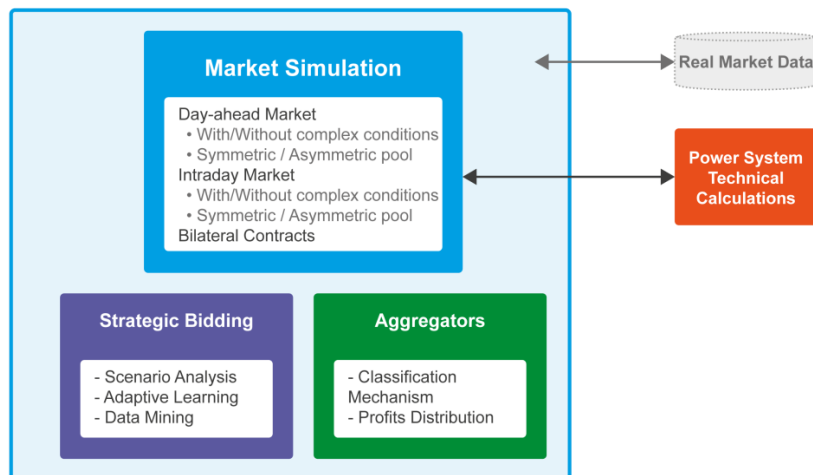 Market Simulation
Day-ahead Market
• With/Without complex conditions
• Symmetric / Asymmetric pool
Intraday Market
• With/Without complex conditions
• Symmetric / Asymmetric pool
Bilateral Contracts
Real Market Data
Power System
Technical
Calculations
Strategic Bidding
- Scenario Analysis
- Adaptive Learning
- Data Mining
Aggregators
- Classification
Mechanism
- Profits Distribution